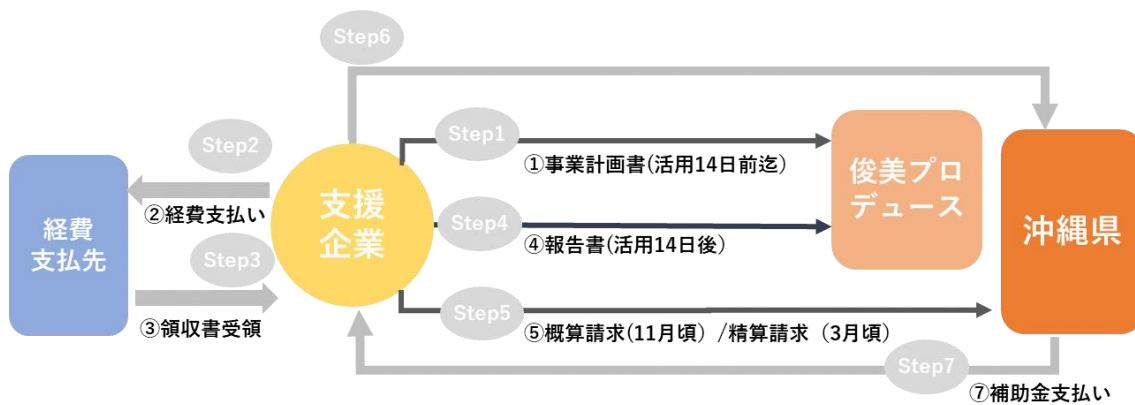 Step6
Step1
①事業計画書(活用14日前迄）
Step2
②経費支払い
経費
支払先
Step3
③領収書受領
支援
企業
俊美プロ
デュース
沖縄県
Step4
④報告書(活用14日後）
Step5
⑤概算請求(11月頃）/精算請求（3月頃）
Step7
⑦補助金支払い